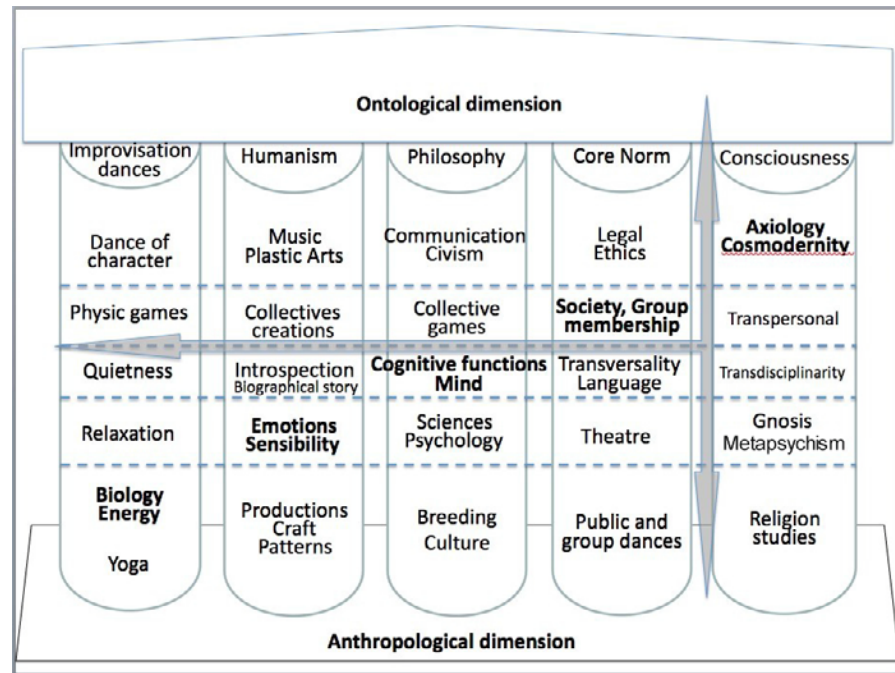 Ontological dimension
Improvisation
dances
Humanism
Philosophy
Core Norm
Consciousness
Dance of
character
Music
Plastic Arts
Communication
Civism
Legal
Ethics
Axiology
Cosmodernity
Physic games
Collectives
creations
Collective
games
Society, Group
membership
Transpersonal
Quietness
Introspection
Biographical story
Cognitive functions
Mind
Transversality
Language
Transdisciplinarity
Relaxation
Emotions
Sensibility
Sciences
Psychology
Theatre
Gnosis
Metapsychism
Biology
Energy
Yoga
Productions
Craft
Patterns
Breeding
Culture
Public and
group dances
Religion
studies
Anthropological dimension